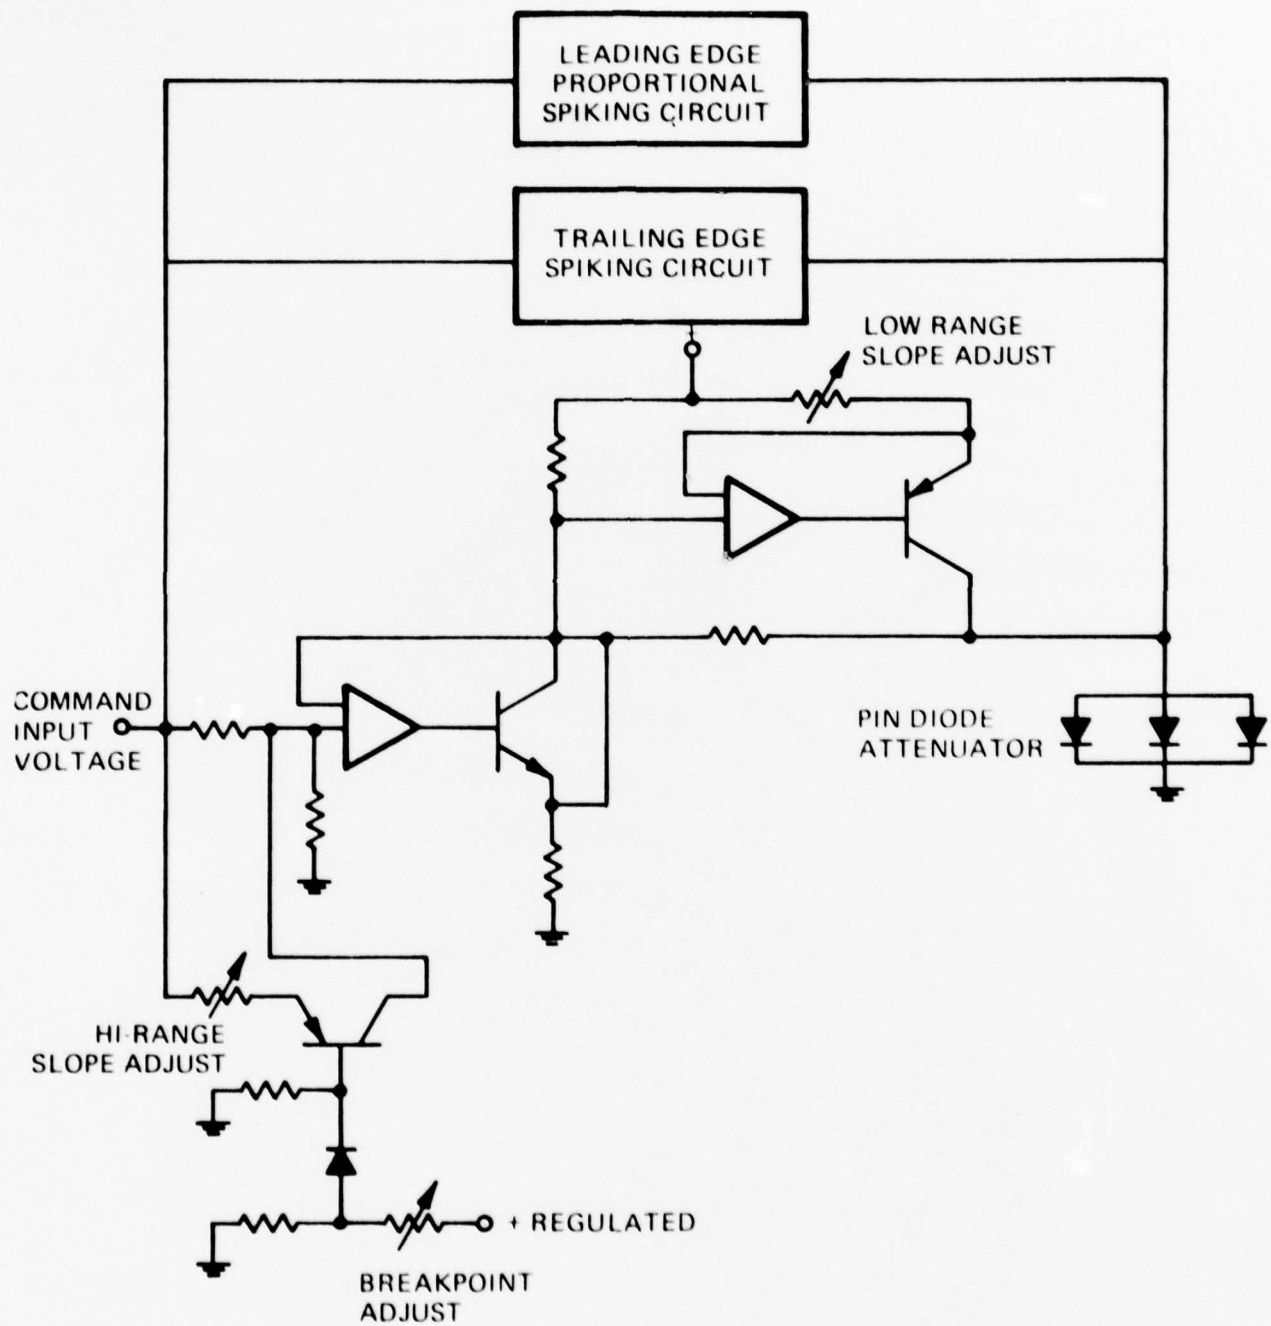 LEADING EDGE
PROPORTIONAL
SPIKING CIRCUIT
TRAILING EDGE
SPIKING CIRCUIT
+
LOW RANGE
SLOPE ADJUST
COMMAND
INPUT
VOLTAGE
PIN DIODE
ATTENUATOR
HI-RANGE
SLOPE ADJUST
+ REGULATED
BREAKPOINT
ADJUST